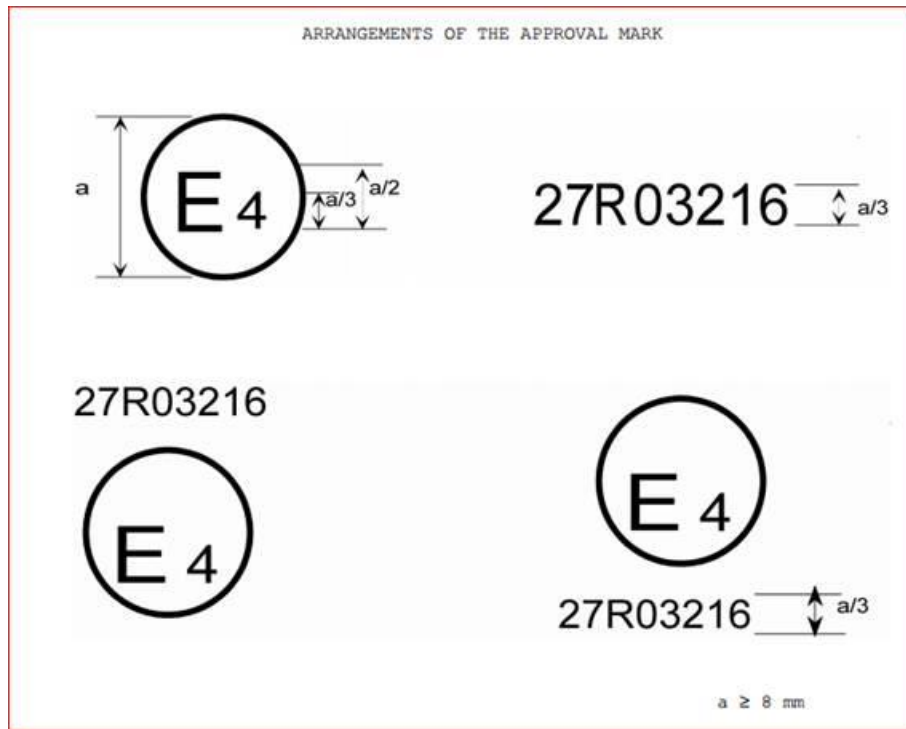 ARRANGEMENTS OF THE APPROVAL MARK
a
E 4
a/3
a/2
27R03216
a/3
27R03216
E 4
E 4
27R03216
a/3
a ≥ 8 mm